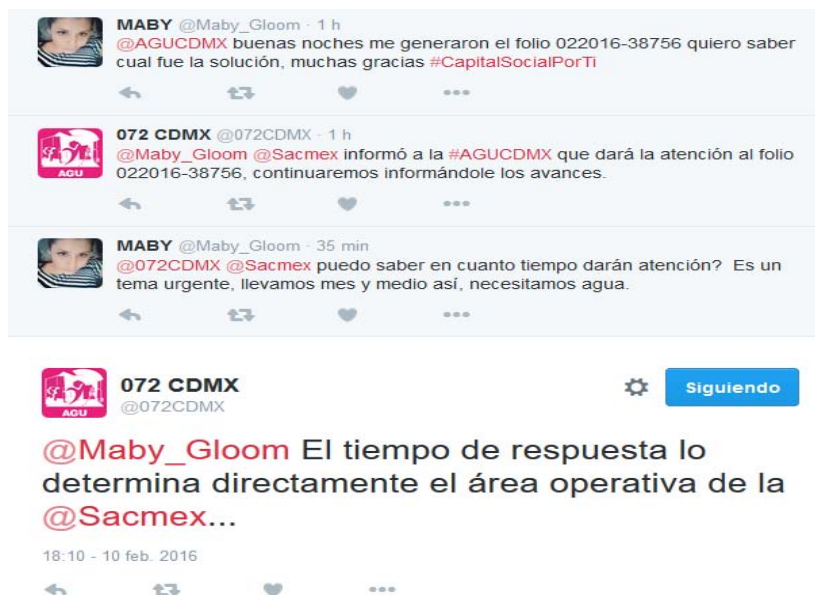 MABY @Maby_Gloom · 1 h
@AGUCDMX buenas noches me generaron el folio 022016-38756 quiero saber
cual fue la solución, muchas gracias #CapitalSocialPorTi
072 CDMX @072CDMX · 1 h
AGU
@Maby_Gloom @Sacmex informó a la #AGUCDMX que dará la atención al folio
022016-38756, continuaremos informándole los avances.
MABY @Maby_Gloom · 35 min
@072CDMX @Sacmex puedo saber en cuanto tiempo darán atención? Es un
tema urgente, llevamos mes y medio así, necesitamos agua.
AGU
072 CDMX
@072CDMX
Siguiendo
@Maby_Gloom El tiempo de respuesta lo
determina directamente el área operativa de la
@Sacmex...
18:10 - 10 feb. 2016